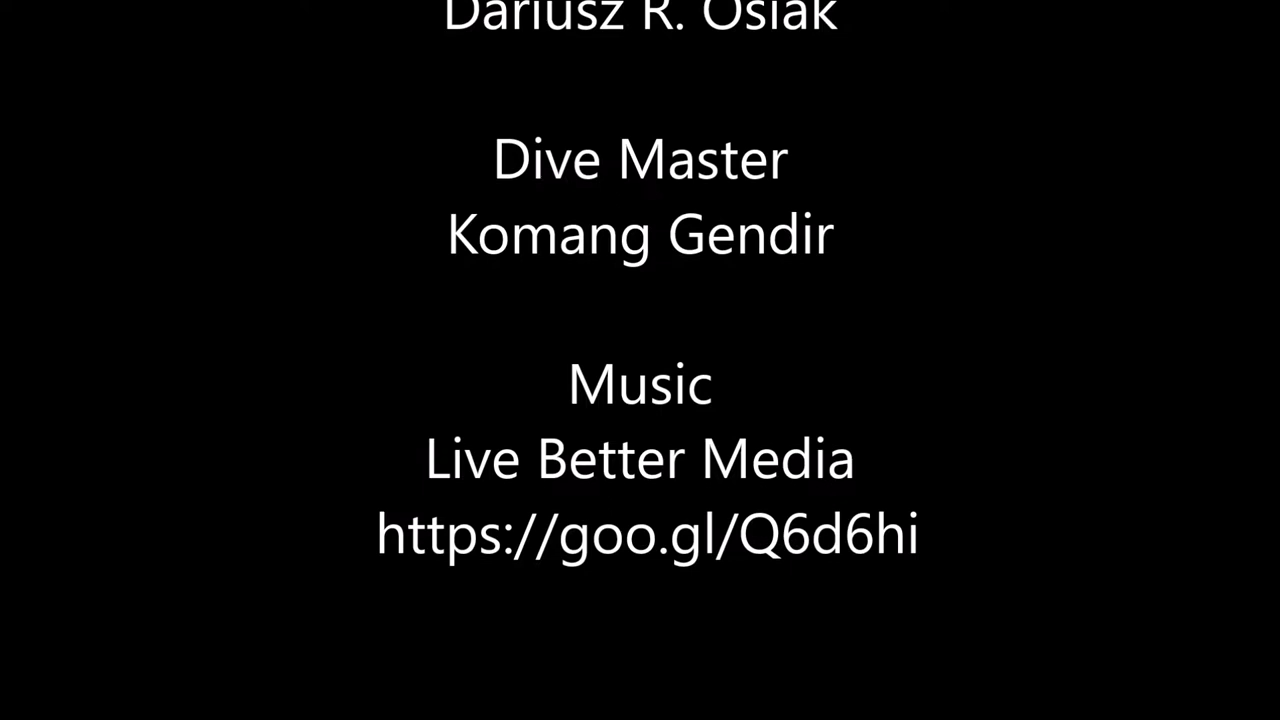 Dariusz R. Osiak
Dive Master
Komang Gendir
Music
Live Better Media
https://goo.gl/Q6d6hi